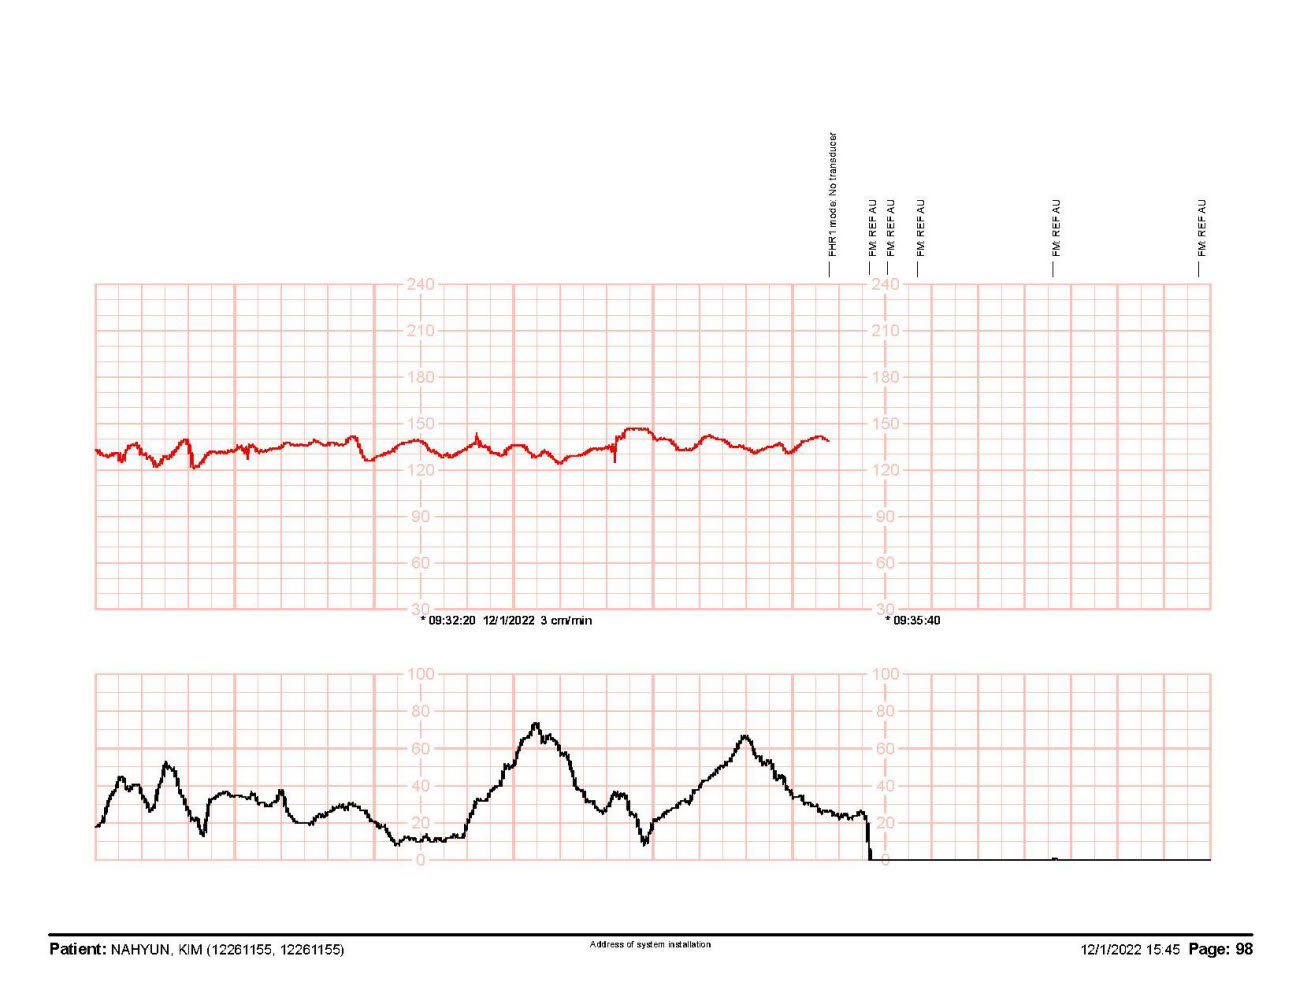 FHR1 mode: No transducer
FM: REF AU
FM: REF AU
FM: REF AU
FM: REF AU
FM: REF AU
240 240
210 210
180 180
150 150
120 120
90 90
60 60
30 30
* 09:32:20 12/1/2022 3 cm/min * 09:35:40
100 100
80 80
60 60
40 40
20 20
0 0
Patient: NAHYUN, KIM (12261155, 12261155) Address of system installation 12/1/2022 15:45 Page: 98